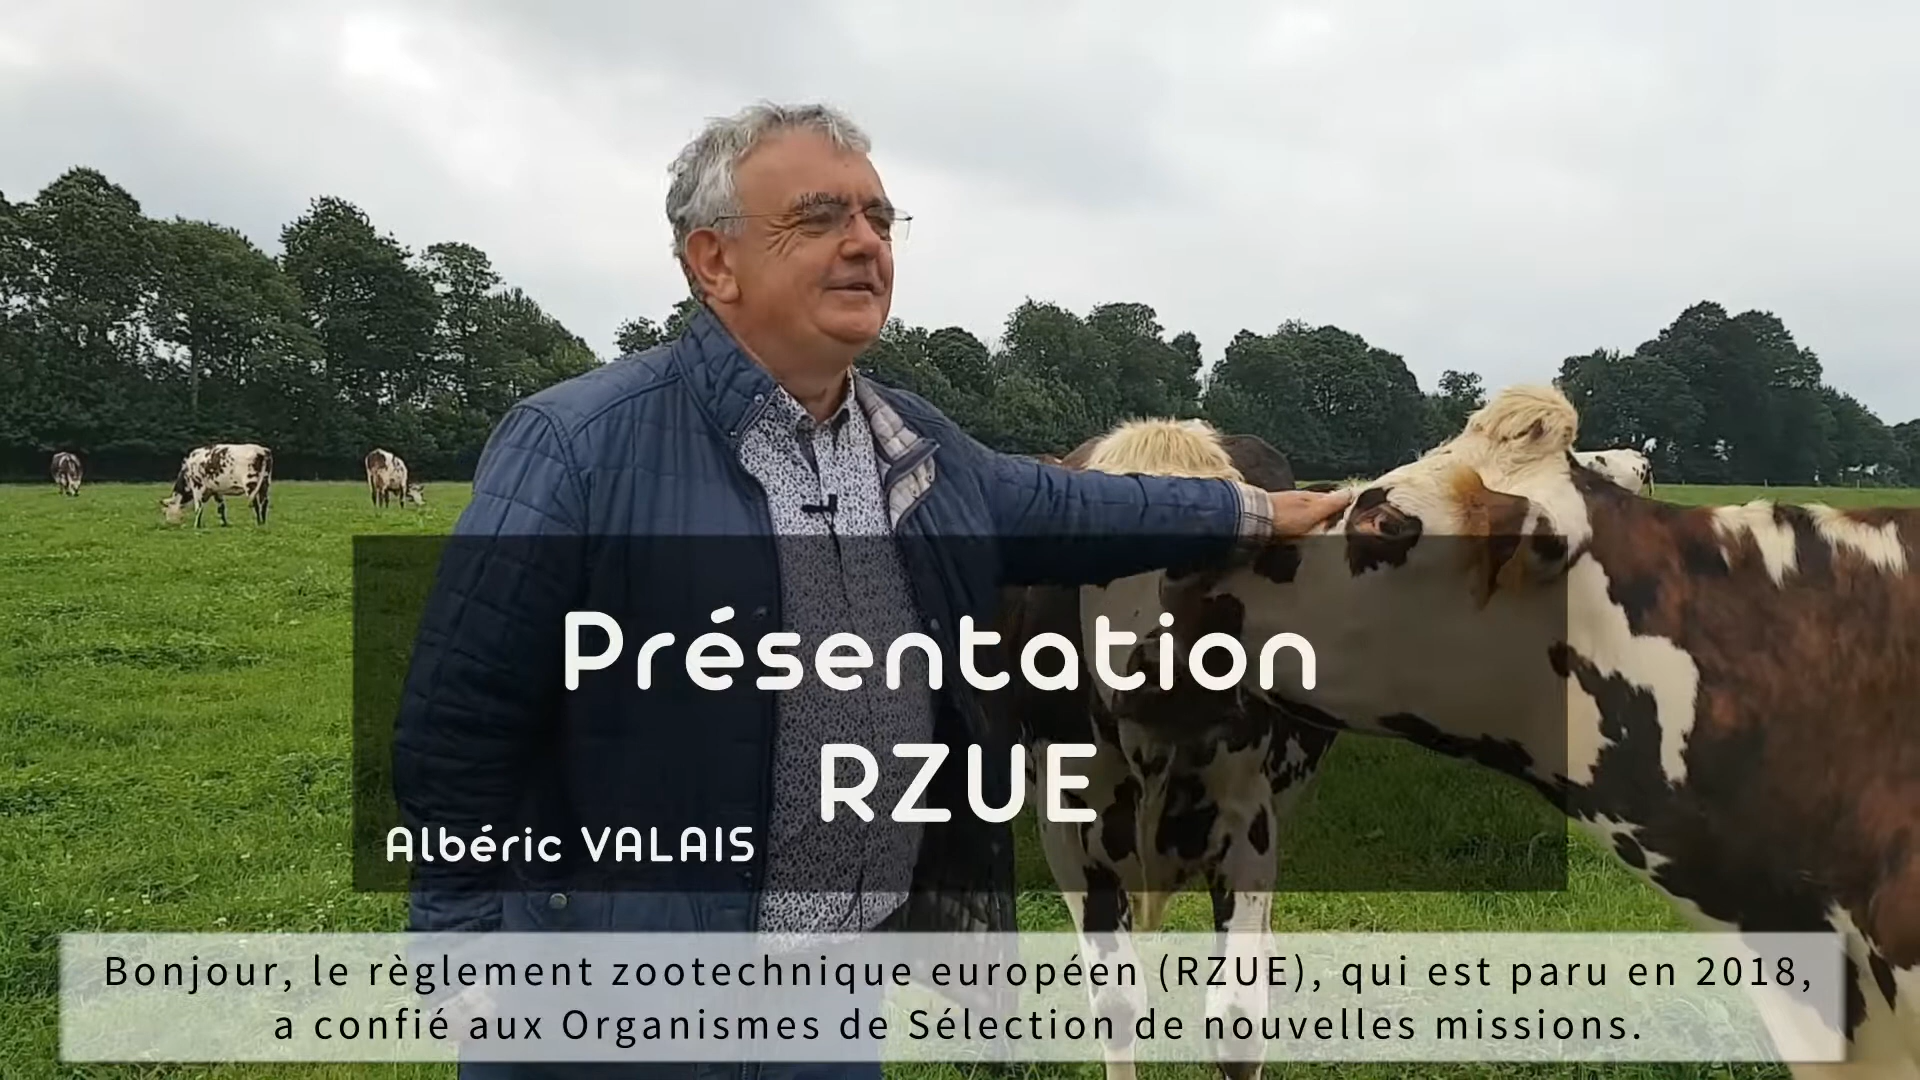 Présentation
RZUE
Albéric VALAIS
Bonjour, le règlement zootechnique européen (RZUE), qui est paru en 2018,
a confié aux Organismes de Sélection de nouvelles missions.